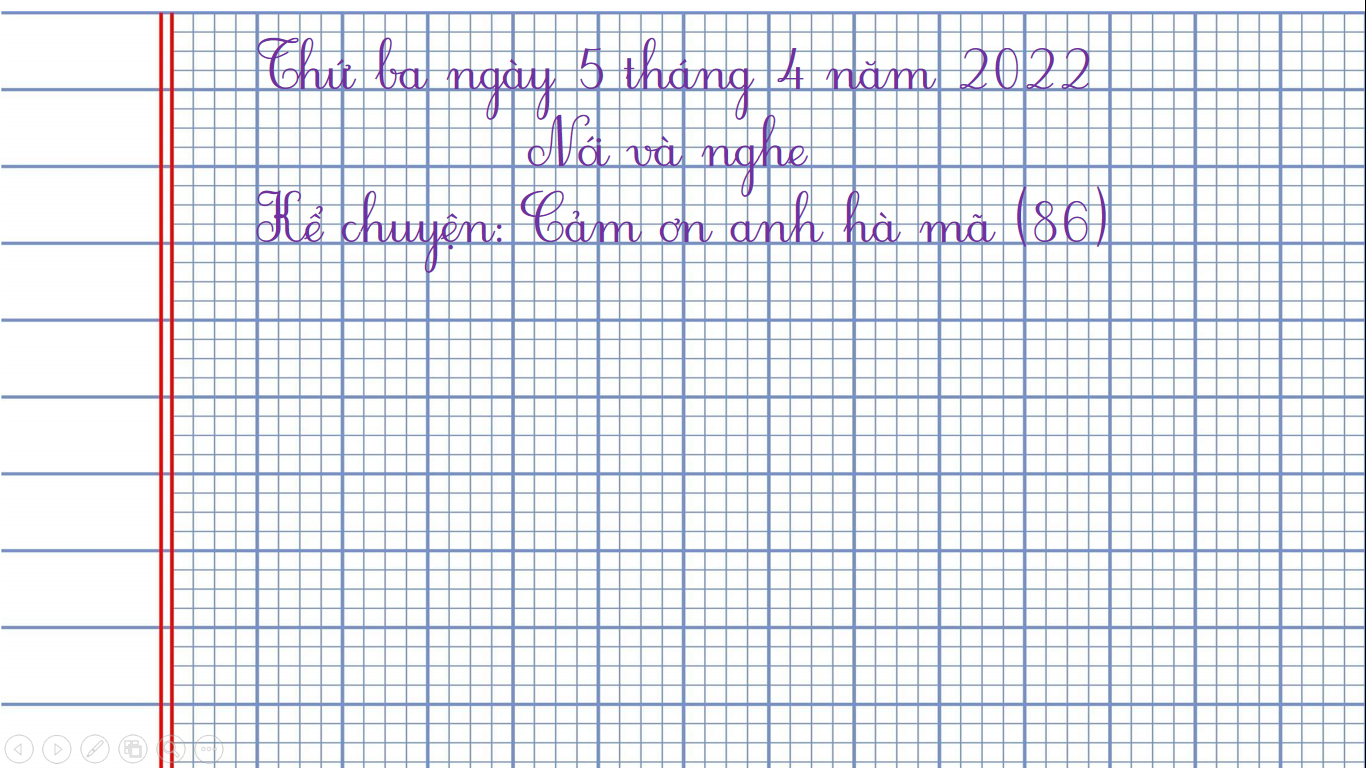 Thứ ba ngày 5 tháng 4 năm 2022
Nói và nghe
Kể chuyện: Cảm ơn anh hà mã (86)